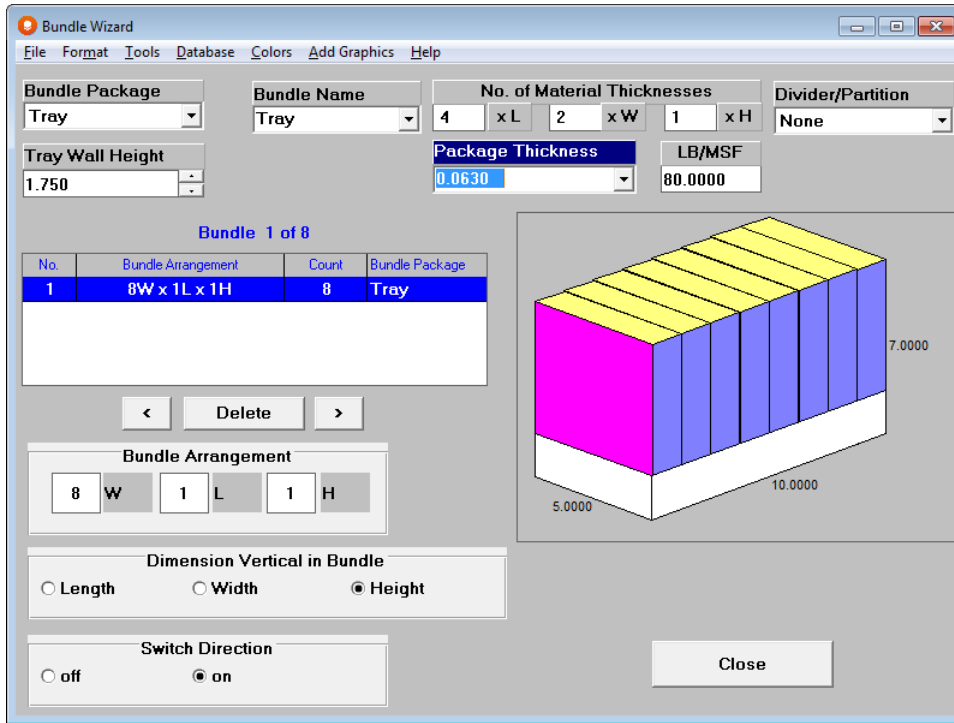 Bundle Wizard
File Format Tools Database Colors Add Graphics Help
Bundle Package
Tray
Bundle Name
Tray
No. of Material Thicknesses
4 x L 2 x W 1 x H
Divider/Partition
None
Tray Wall Height
1.750
Package Thickness
0.0630
LB/MSF
80.0000
Bundle 1 of 8
No. Bundle Arrangement Count Bundle Package
1 8W x 1L x 1H 8 Tray
< Delete >
Bundle Arrangement
8 W 1 L 1 H
7.0000
10.0000
5.0000
Dimension Vertical in Bundle
Length Width Height
Switch Direction
off on
Close